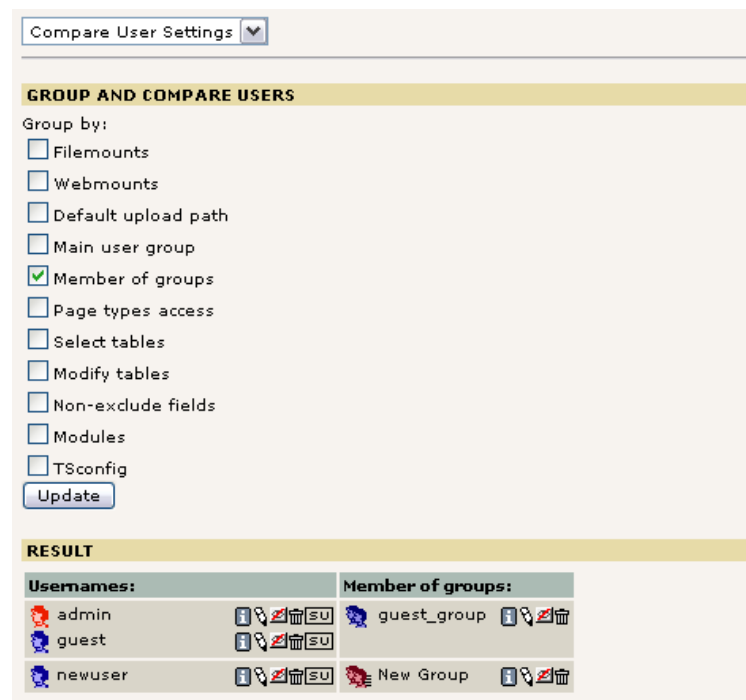 Compare User Settings
GROUP AND COMPARE USERS
Group by:
Filemounts
Webmounts
Default upload path
Main user group
Member of groups
Page types access
Select tables
Modify tables
Non-exclude fields
Modules
TSconfig
Update
RESULT
Usernames: Member of groups:
admin SU guest_group
guest
newuser SU New Group